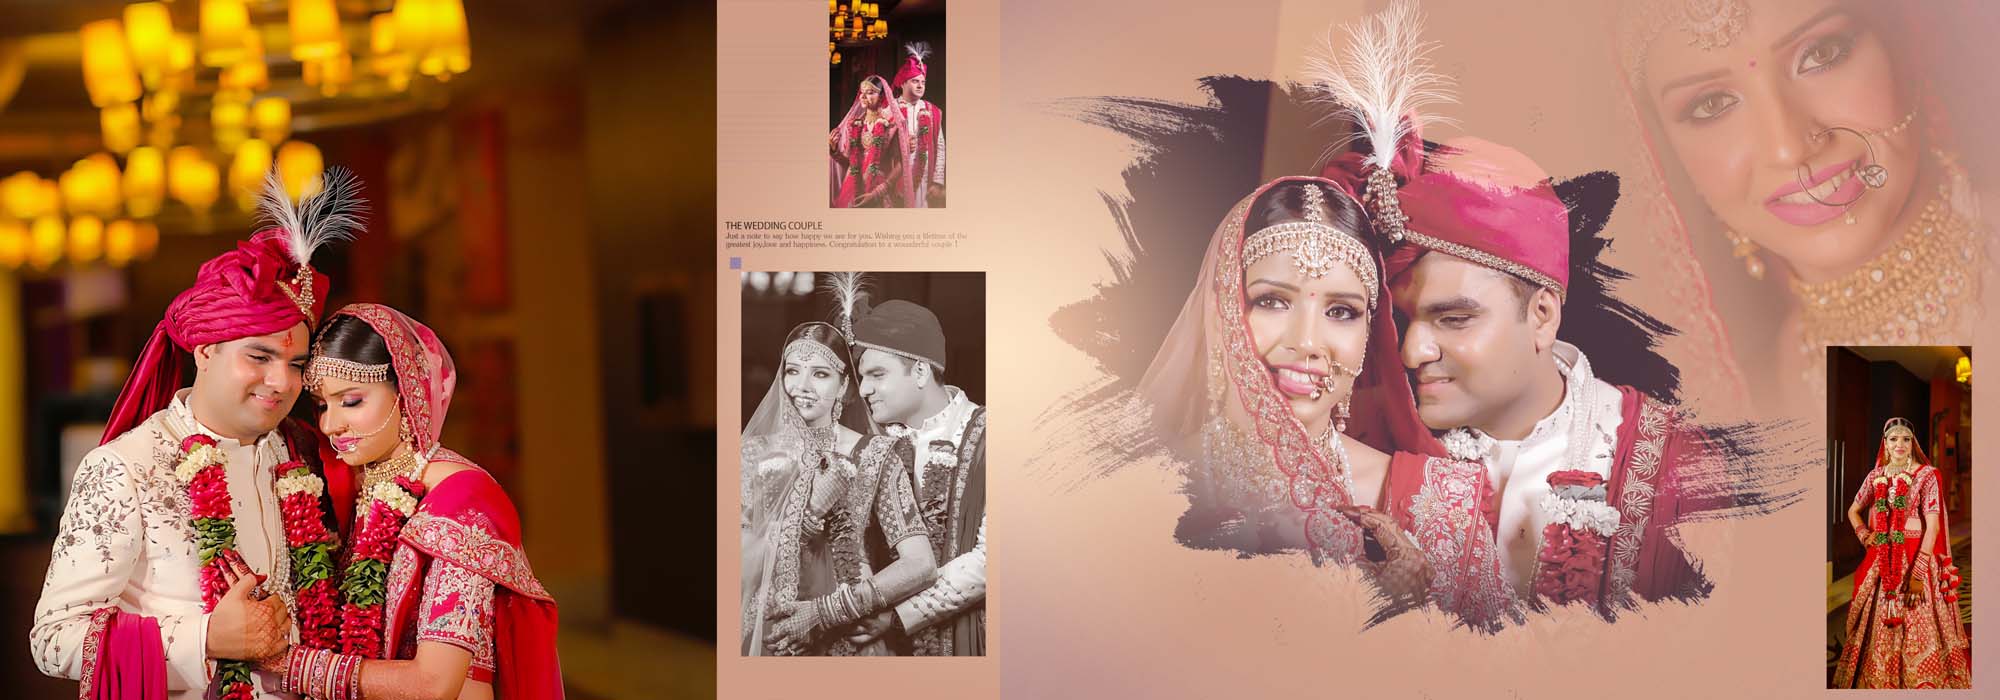 THE WEDDING COUPLE
Just a note to say how happy we are for you. Wishing you a lifetime of the
greatest joy,love and happiness. Congratulation to a wounderful couple !